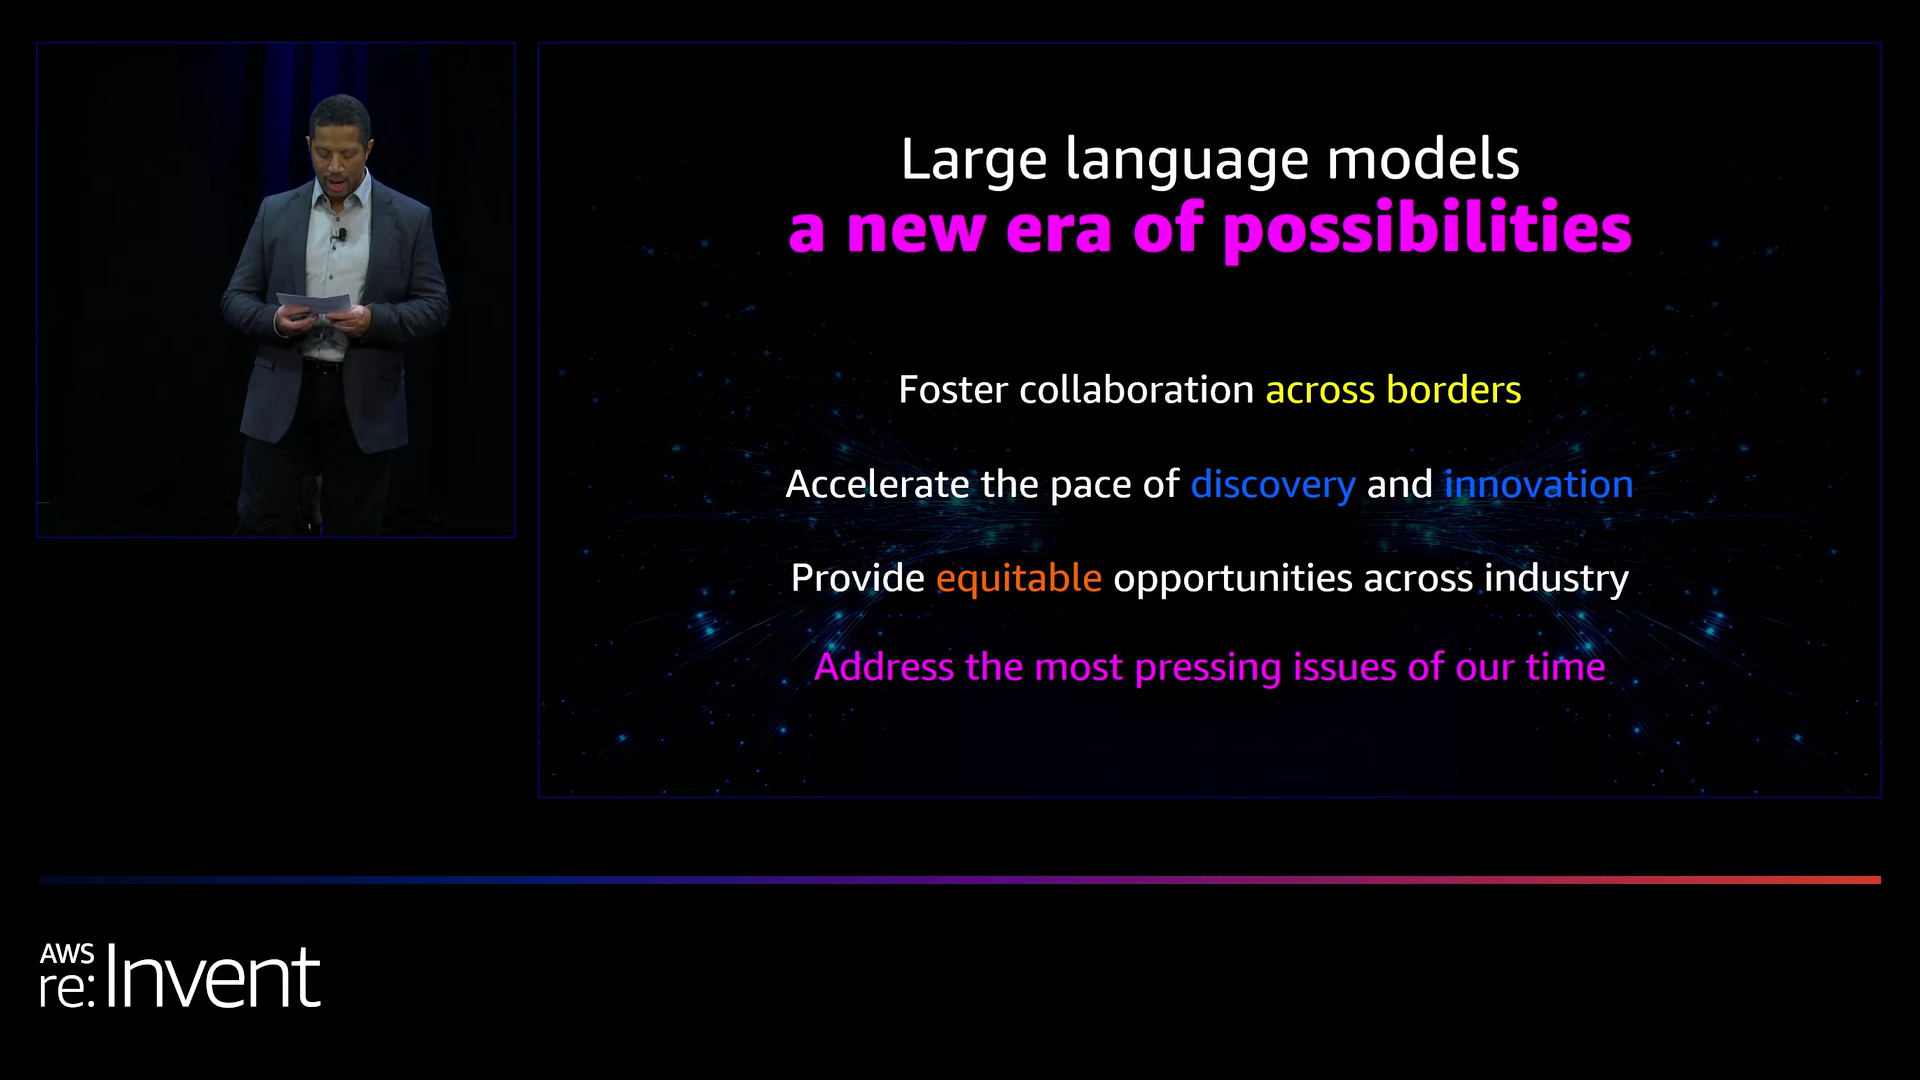 Large language models
a new era of possibilities
Foster collaboration across borders
Accelerate the pace of discovery and innovation
Provide equitable opportunities across industry
Address the most pressing issues of our time
AWS
re:Invent